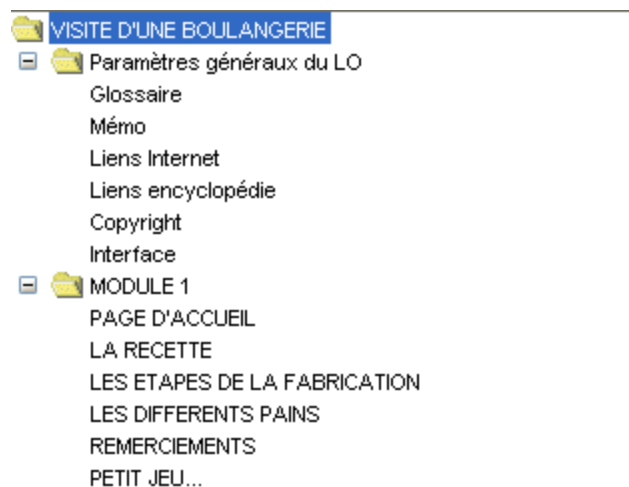 VISITE D'UNE BOULANGERIE
Paramètres généraux du LO
Glossaire
Mémo
Liens Internet
Liens encyclopédie
Copyright
Interface
MODULE 1
PAGE D'ACCUEIL
LA RECETTE
LES ETAPES DE LA FABRICATION
LES DIFFERENTS PAINS
REMERCIEMENTS
PETIT JEU...